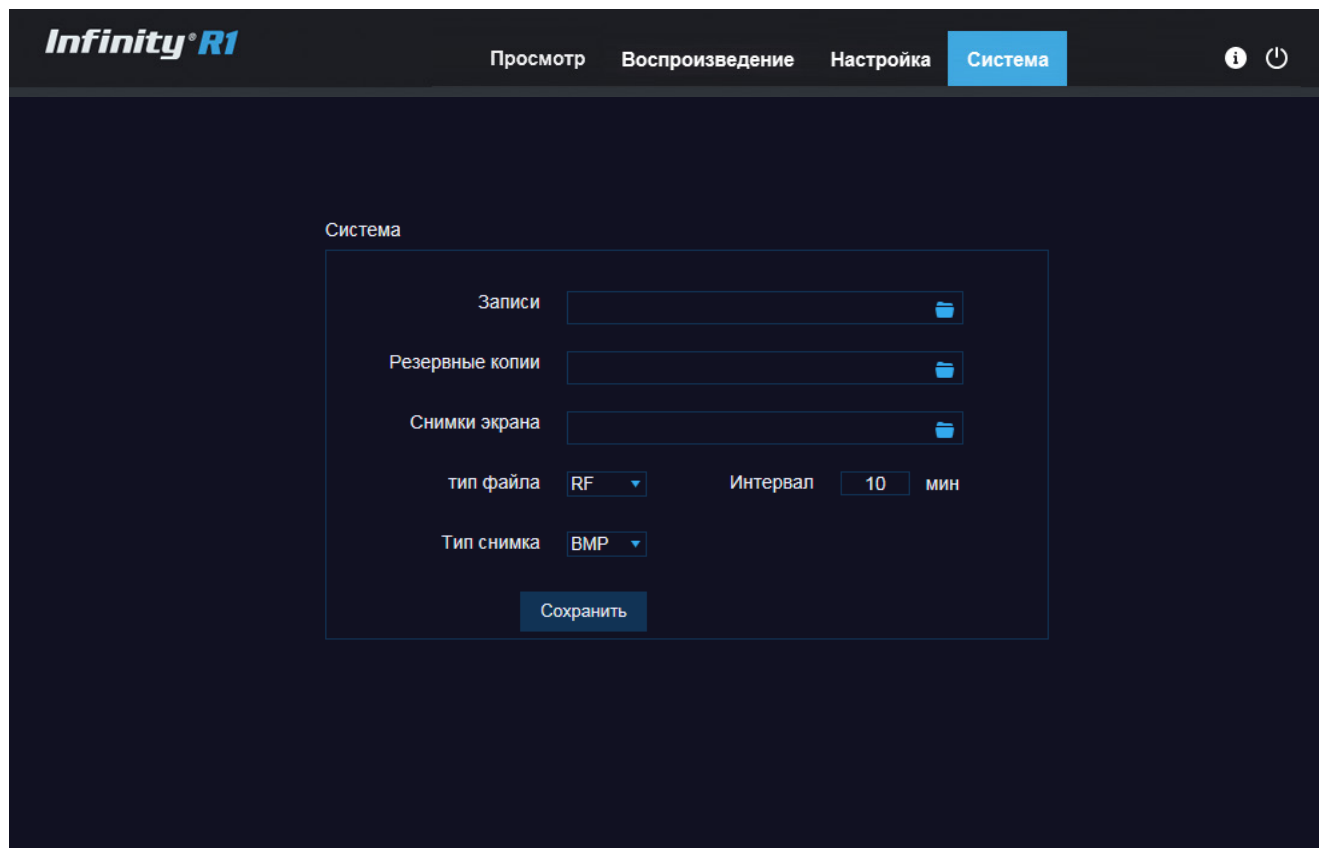 Infinity® R1
Просмотр Воспроизведение Настройка Система
Система
Записи
Резервные копии
Снимки экрана
тип файла RF Интервал 10 мин
Тип снимка BMP
Сохранить